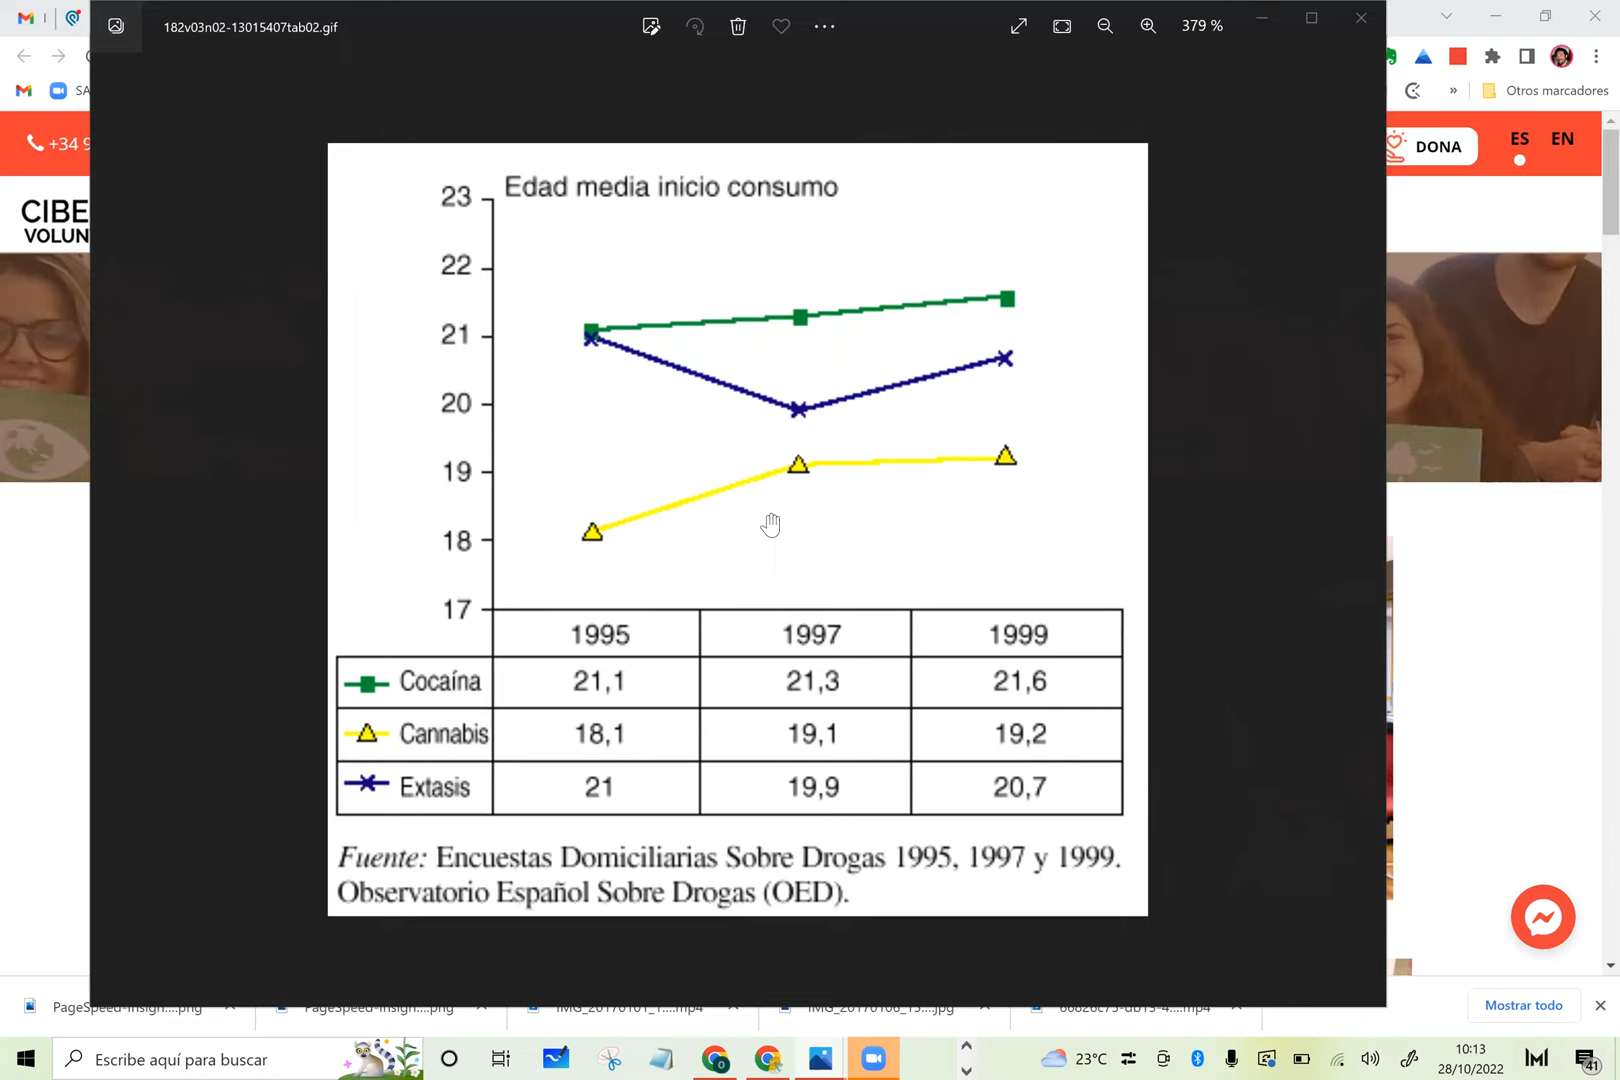 182v03n02-13015407tab02.gif
379 %
SA
Otros marcadores
+34 9
DONA
ES EN
CIBE
VOLUN
Edad media inicio consumo
23
22
21
20
19
18
17
1995 1997 1999
Cocaína 21,1 21,3 21,6
Cannabis 18,1 19,1 19,2
Extasis 21 19,9 20,7
Fuente: Encuestas Domiciliarias Sobre Drogas 1995, 1997 y 1999.
Observatorio Español Sobre Drogas (OED).
Mostrar todo
Escribe aquí para buscar
23°C
10:13
28/10/2022
41